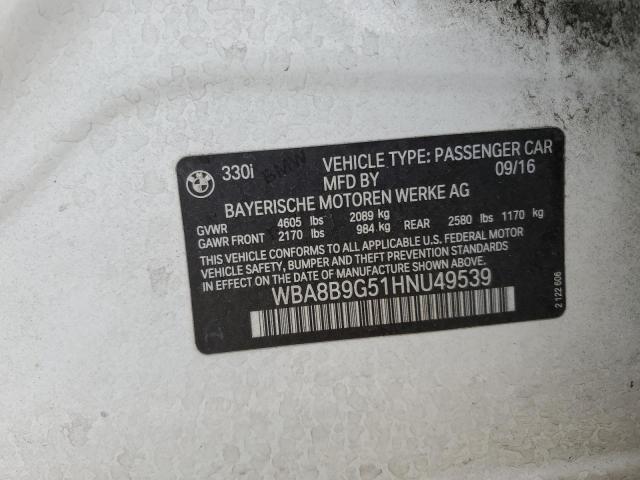 330i BMW VEHICLE TYPE: PASSENGER CAR
MFD BY 09/16
BAYERISCHE MOTOREN WERKE AG
GVWR 4605 lbs 2089 kg
GAWR FRONT 2170 lbs 984 kg REAR 2580 lbs 1170 kg
THIS VEHICLE CONFORMS TO ALL APPLICABLE U.S. FEDERAL MOTOR
VEHICLE SAFETY, BUMPER AND THEFT PREVENTION STANDARDS
IN EFFECT ON THE DATE OF MANUFACTURE SHOWN ABOVE.
WBA8B9G51HNU49539
2 122 606